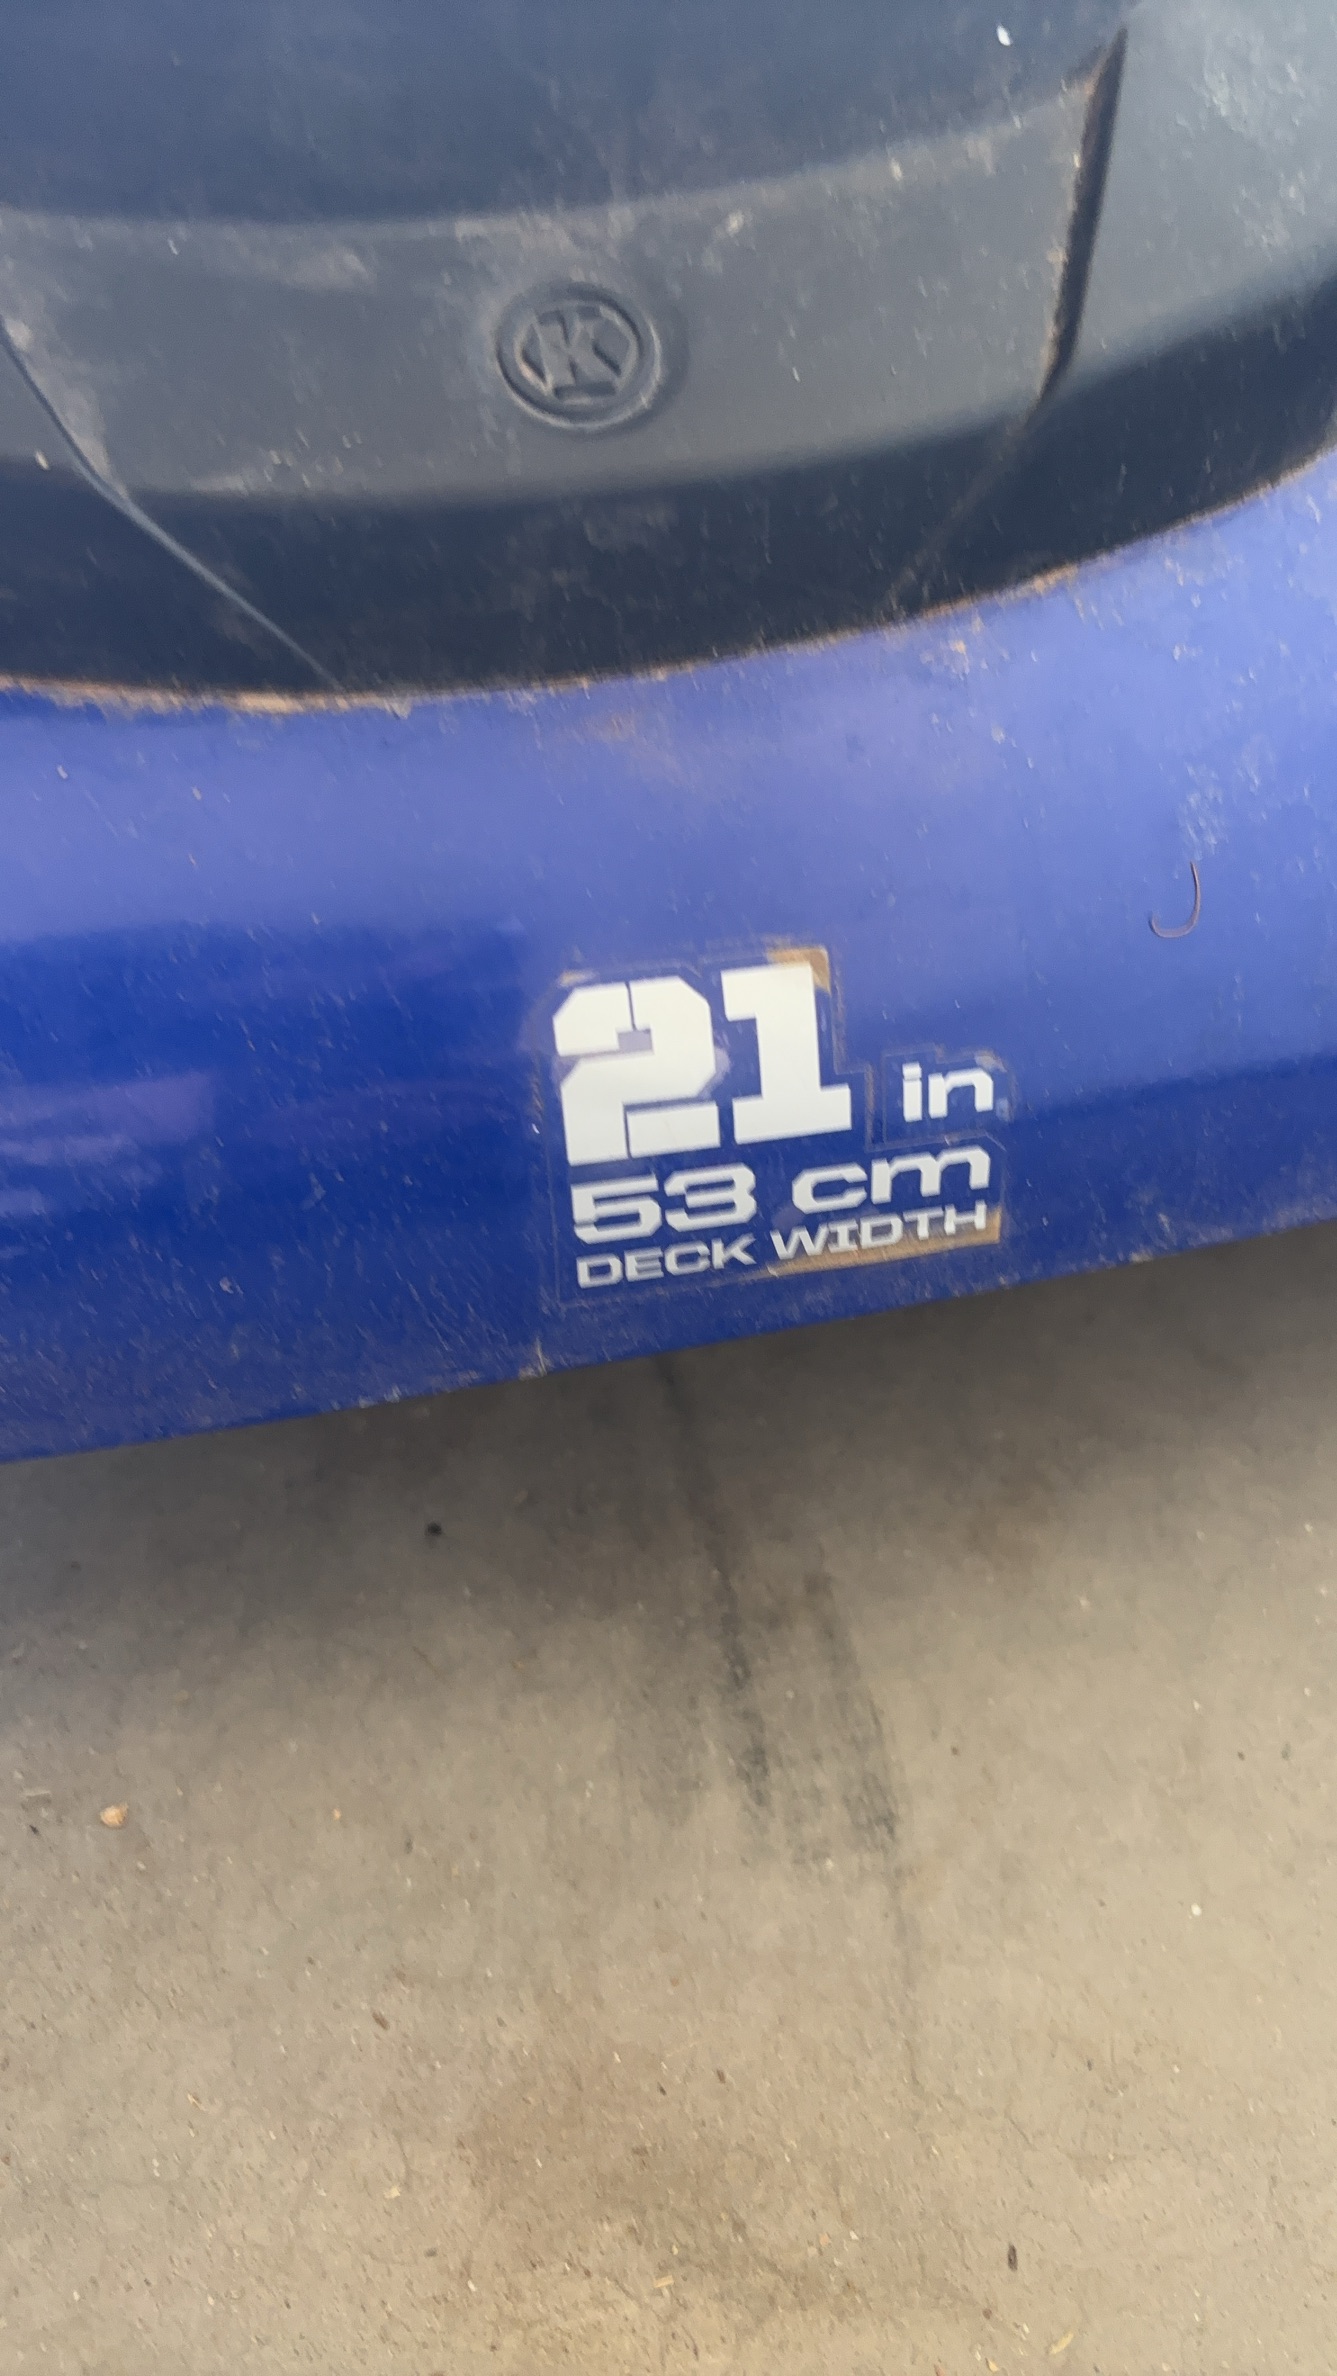 K
21 in
53 cm
DECK WIDTH